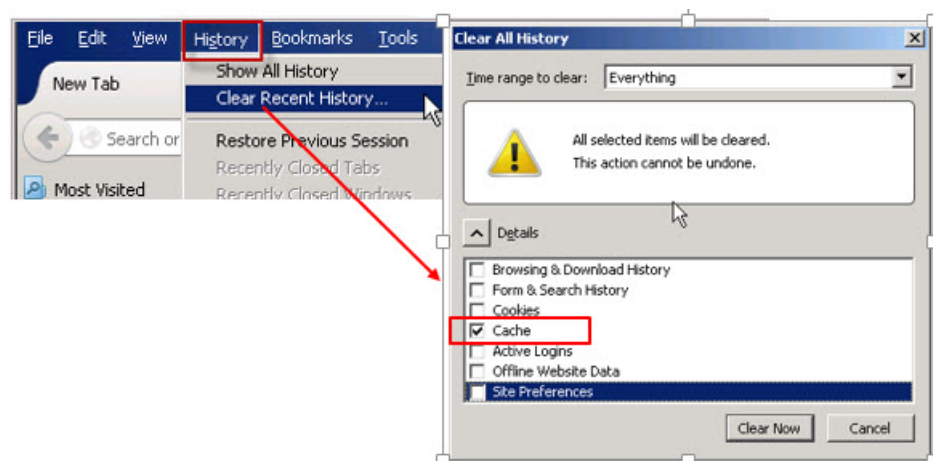 File Edit View History Bookmarks Tools
New Tab
Search or
Most Visited
Show All History
Clear Recent History...
Restore Previous Session
Recently Closed Tabs
Recently Closed Windows
Clear All History
Time range to clear: Everything
All selected items will be cleared.
This action cannot be undone.
Details
Browsing & Download History
Form & Search History
Cookies
Cache
Active Logins
Offline Website Data
Site Preferences
Clear Now Cancel